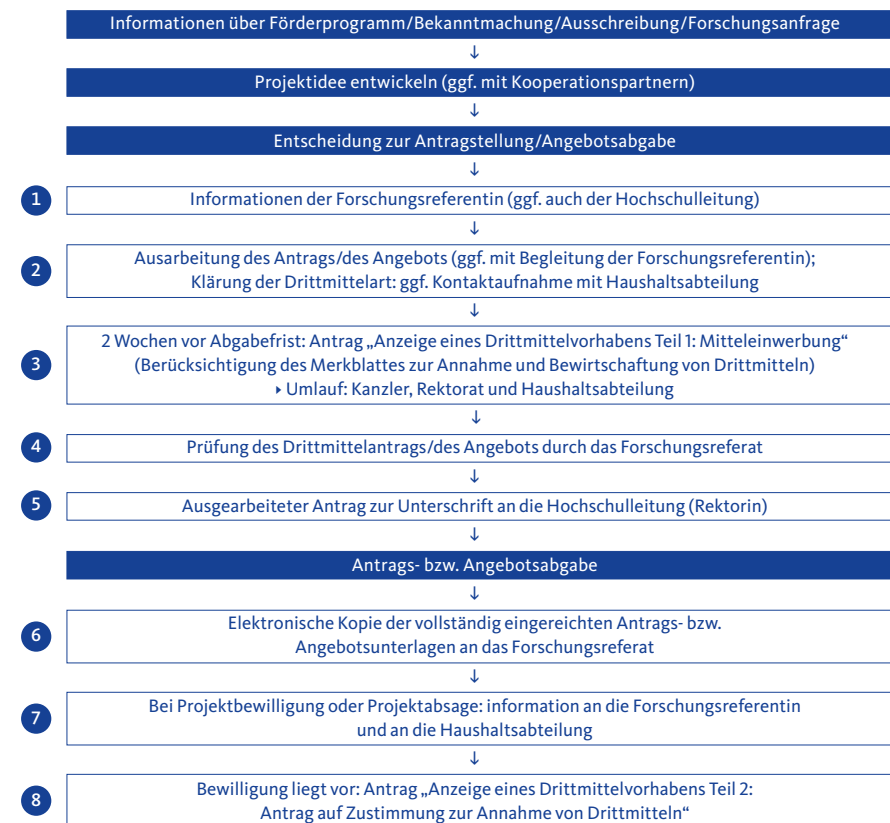 Informationen über Förderprogramm/Bekanntmachung/Ausschreibung/Forschungsanfrage
↓
Projektidee entwickeln (ggf. mit Kooperationspartnern)
↓
Entscheidung zur Antragstellung/Angebotsabgabe
↓
1 Informationen der Forschungsreferentin (ggf. auch der Hochschulleitung)
↓
2 Ausarbeitung des Antrags/des Angebots (ggf. mit Begleitung der Forschungsreferentin);
Klärung der Drittmittelart: ggf. Kontaktaufnahme mit Haushaltsabteilung
↓
3 2 Wochen vor Abgabefrist: Antrag „Anzeige eines Drittmittelvorhabens Teil 1: Mitteleinwerbung“
(Berücksichtigung des Merkblattes zur Annahme und Bewirtschaftung von Drittmitteln)
▸ Umlauf: Kanzler, Rektorat und Haushaltsabteilung
↓
4 Prüfung des Drittmittelantrags/des Angebots durch das Forschungsreferat
↓
5 Ausgearbeiteter Antrag zur Unterschrift an die Hochschulleitung (Rektorin)
↓
Antrags- bzw. Angebotsabgabe
↓
6 Elektronische Kopie der vollständig eingereichten Antrags- bzw.
Angebotsunterlagen an das Forschungsreferat
↓
7 Bei Projektbewilligung oder Projektabsage: information an die Forschungsreferentin
und an die Haushaltsabteilung
↓
8 Bewilligung liegt vor: Antrag „Anzeige eines Drittmittelvorhabens Teil 2:
Antrag auf Zustimmung zur Annahme von Drittmitteln“